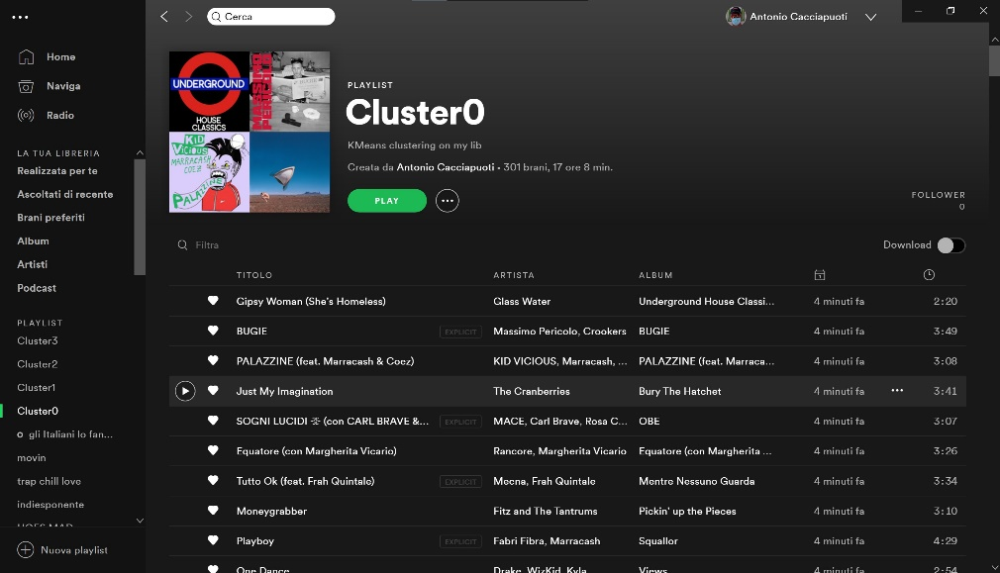 Cerca
Antonio Cacciapuoti
Home
Naviga
Radio
LA TUA LIBRERIA
Realizzata per te
Ascoltati di recente
Brani preferiti
Album
Artisti
Podcast
PLAYLIST
Cluster3
Cluster2
Cluster1
Cluster0
gli Italiani lo fan...
movin
trap chill love
indiesponente
HOES MAD
Nuova playlist
UNDERGROUND
HOUSE
CLASSICS
MASSIMO
PERICOLO
KID
VICIOUS
MARRACASH
COEZ
PALAZZINE
PLAYLIST
Cluster0
KMeans clustering on my lib
Creata da Antonio Cacciapuoti • 301 brani, 17 ore 8 min.
PLAY
FOLLOWER
0
Filtra
Download
TITOLO ARTISTA ALBUM
Gipsy Woman (She's Homeless) Glass Water Underground House Classi... 4 minuti fa 2:20
BUGIE EXPLICIT Massimo Pericolo, Crookers BUGIE 4 minuti fa 3:49
PALAZZINE (feat. Marracash & Coez) KID VICIOUS, Marracash, ... PALAZZINE (feat. Marraca... 4 minuti fa 3:08
Just My Imagination The Cranberries Bury The Hatchet 4 minuti fa 3:41
SOGNI LUCIDI (con CARL BRAVE &... EXPLICIT MACE, Carl Brave, Rosa C... OBE 4 minuti fa 3:07
Equatore (con Margherita Vicario) Rancore, Margherita Vicario Equatore (con Margherita ... 4 minuti fa 3:26
Tutto Ok (feat. Frah Quintale) EXPLICIT Mecna, Frah Quintale Mentre Nessuno Guarda 4 minuti fa 3:34
Moneygrabber Fitz and The Tantrums Pickin' up the Pieces 4 minuti fa 3:10
Playboy EXPLICIT Fabri Fibra, Marracash Squallor 4 minuti fa 4:29
One Dance Drake, WizKid, Kyla Views 4 minuti fa 2:54